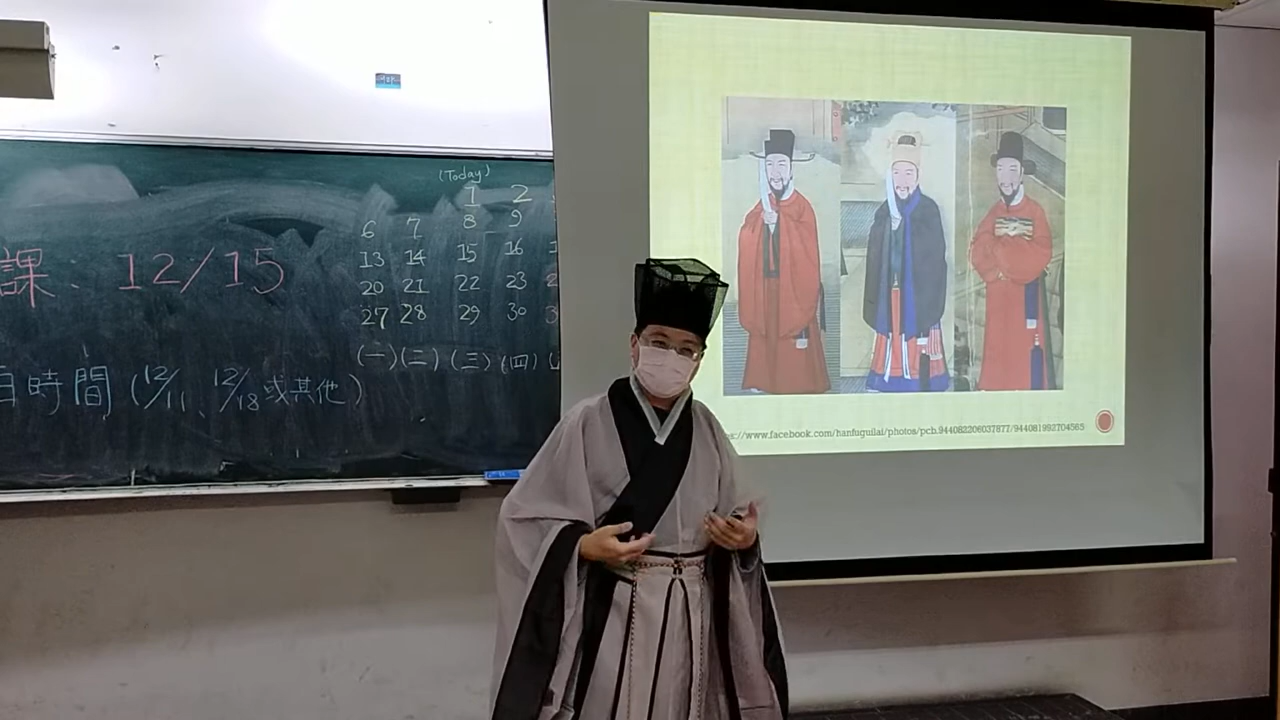 課、12/15
時間(12/11、12/18或其他)
(Today)
1 2
6 7 8 9
13 14 15 16
20 21 22 23
27 28 29 30
(一)(二)(三)(四)
://www.facebook.com/hanfuguilai/photos/pcb.944082206037877/944081992704565